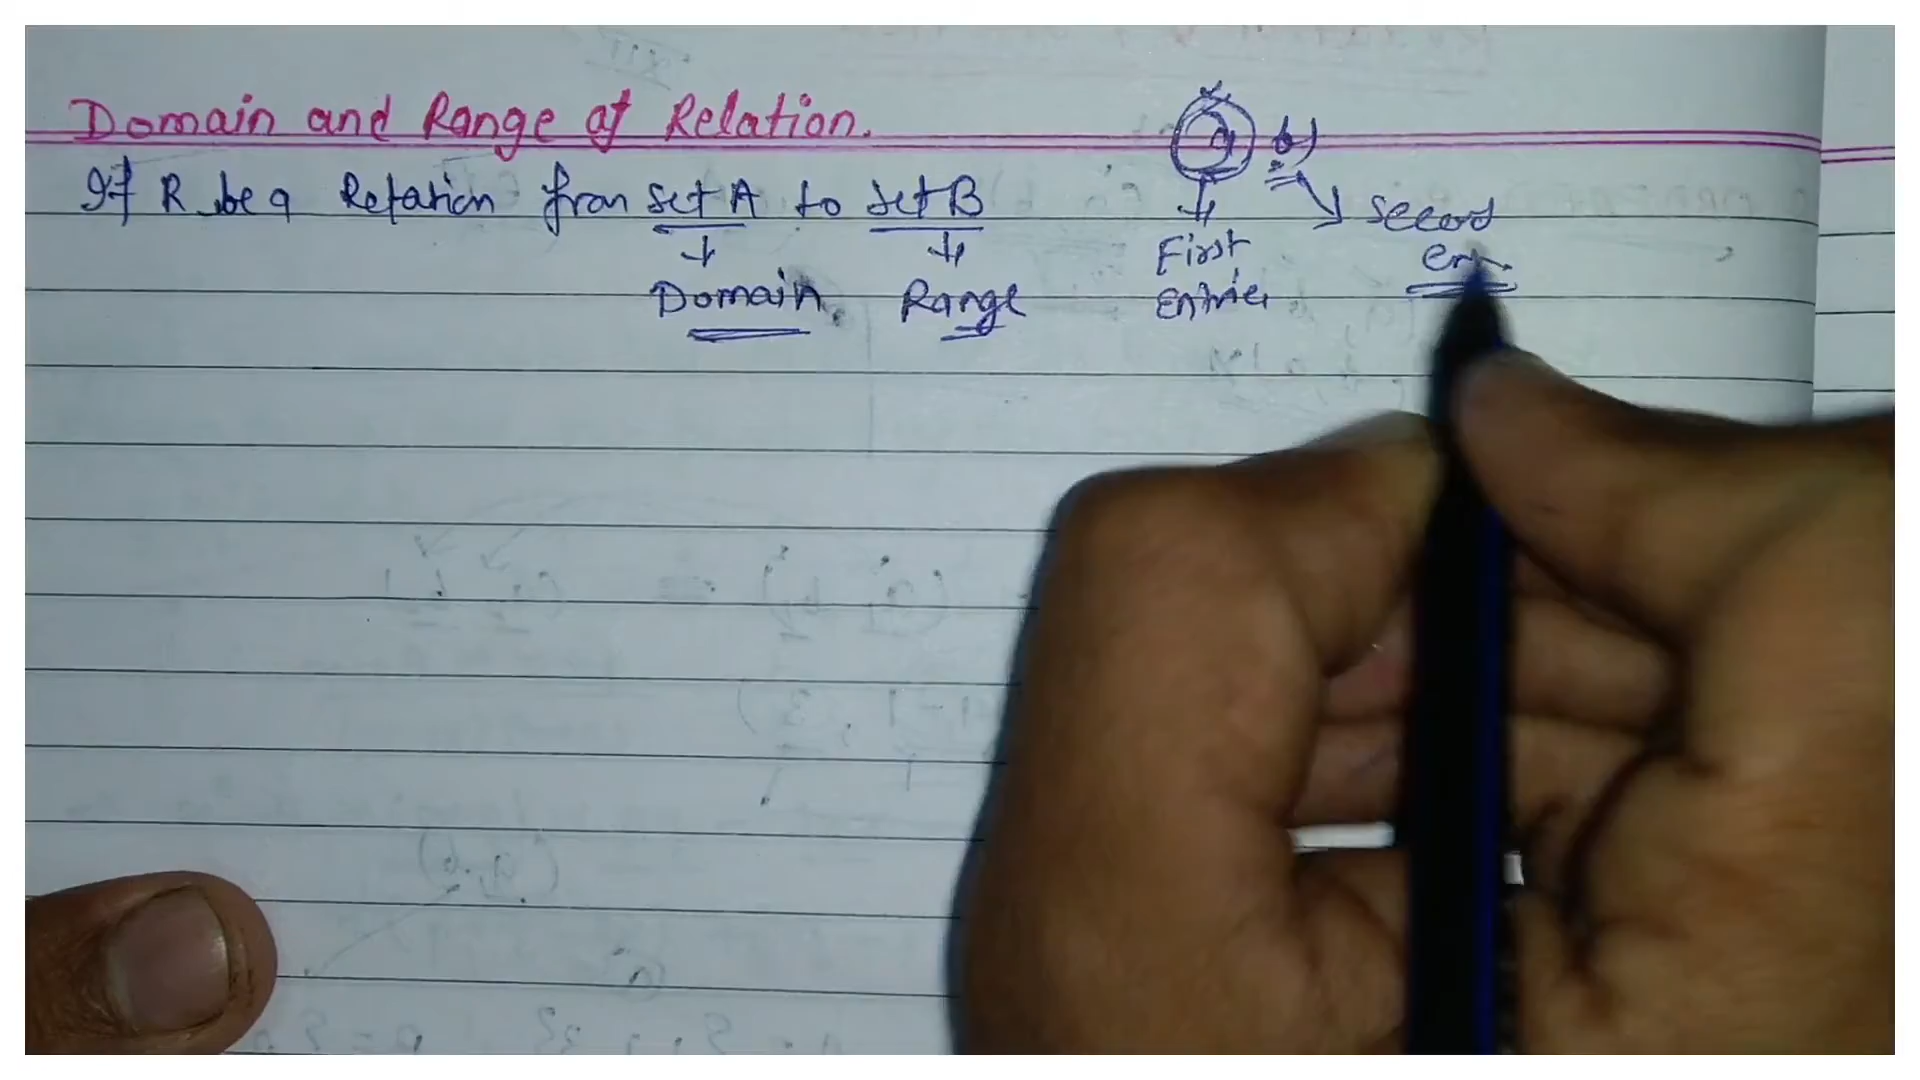 Domain and Range of Relation.
If R be a Relation from set A to set B
Domain Range
(a, b)
First
Entries
Second